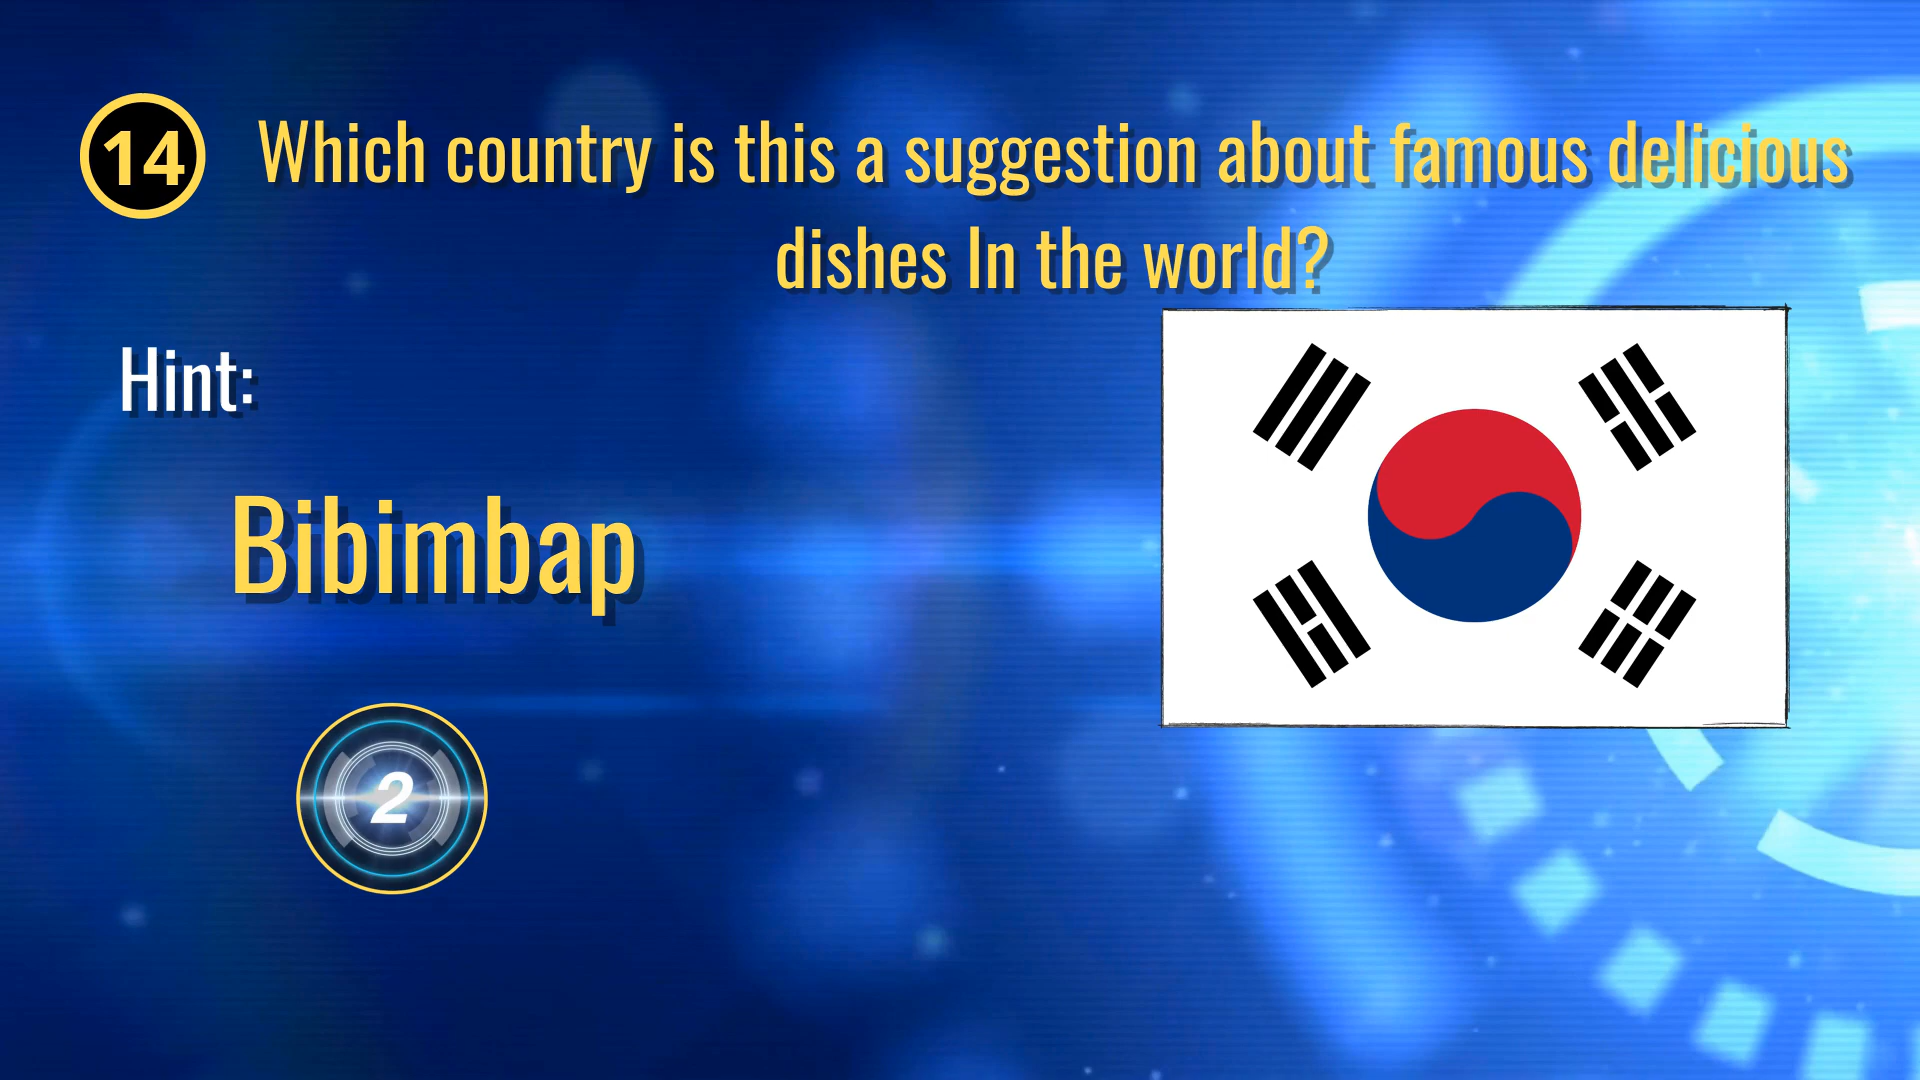 14
Which country is this a suggestion about famous delicious
dishes In the world?
Hint:
Bibimbap
2